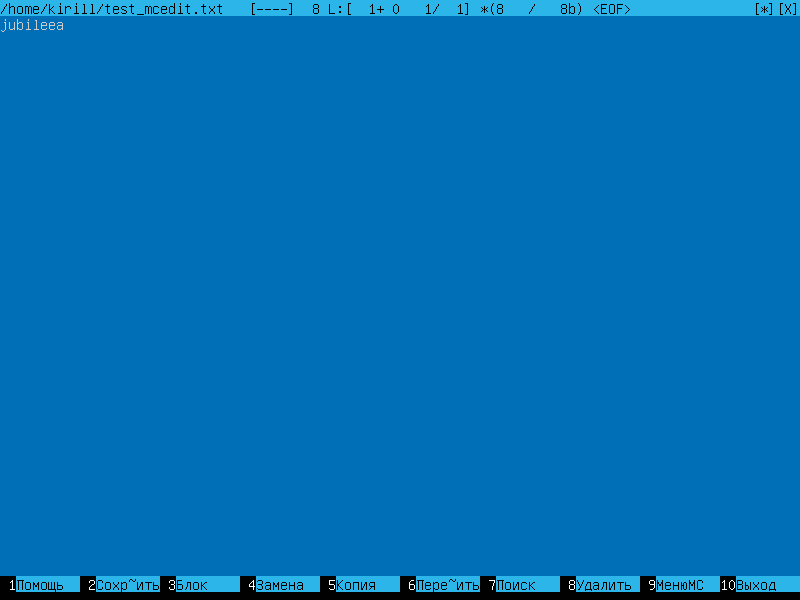 /home/kirill/test_mcedit.txt   [----]  8 L:[  1+ 0   1/  1] *(8   /   8b) <EOF>                [*][X]
jubileea
1Помощь  2Сохр~ить 3Блок  4Замена  5Копия  6Пере~ить 7Поиск  8Удалить  9МенюМС  10Выход